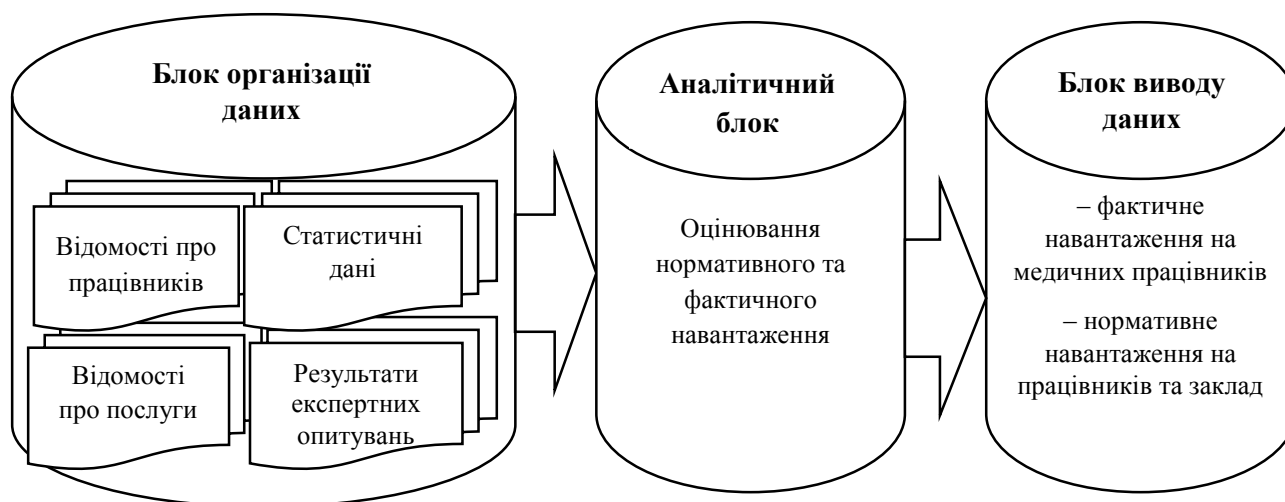 Блок організації
даних
Відомості про
працівників
Статистичні
дані
Відомості
про послуги
Результати
експертних
опитувань
Аналітичний
блок
Оцінювання
нормативного та
фактичного
навантаження
Блок виводу
даних
– фактичне
навантаження на
медичних працівників
– нормативне
навантаження на
працівників та заклад